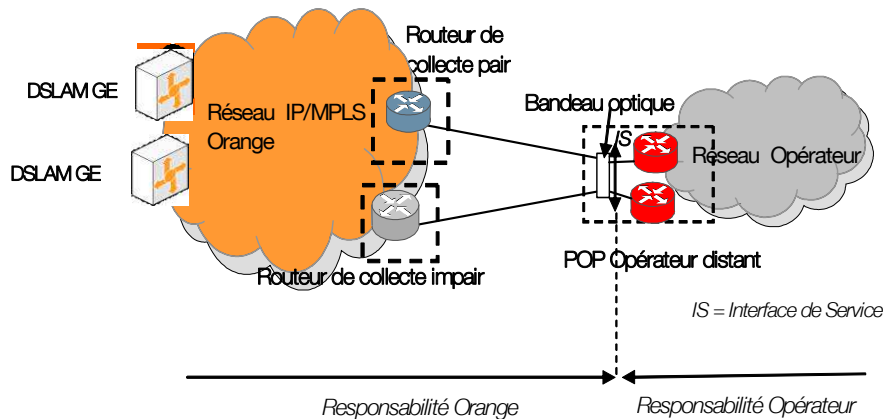 Routeur de
collecte pair
DSLAM GE
Réseau IP/MPLS
Orange
Bandeau optique
IS
Réseau Opérateur
DSLAM GE
Routeur de collecte impair
POP Opérateur distant
IS = Interface de Service
Responsabilité Orange
Responsabilité Opérateur